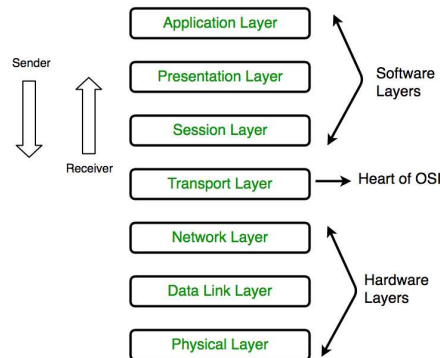 Application Layer
Sender
Presentation Layer
Software
Layers
Session Layer
Receiver
Transport Layer
Heart of OSI
Network Layer
Data Link Layer
Hardware
Layers
Physical Layer